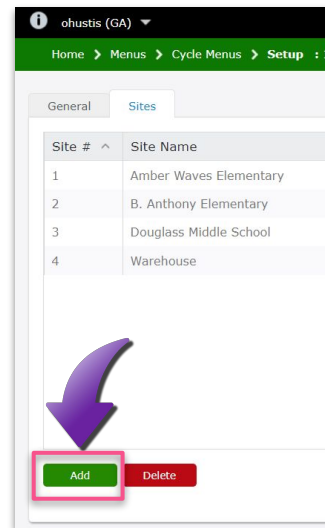 ohustis (GA)
Home > Menus > Cycle Menus > Setup :
General Sites
Site # Site Name
1 Amber Waves Elementary
2 B. Anthony Elementary
3 Douglass Middle School
4 Warehouse
Add Delete